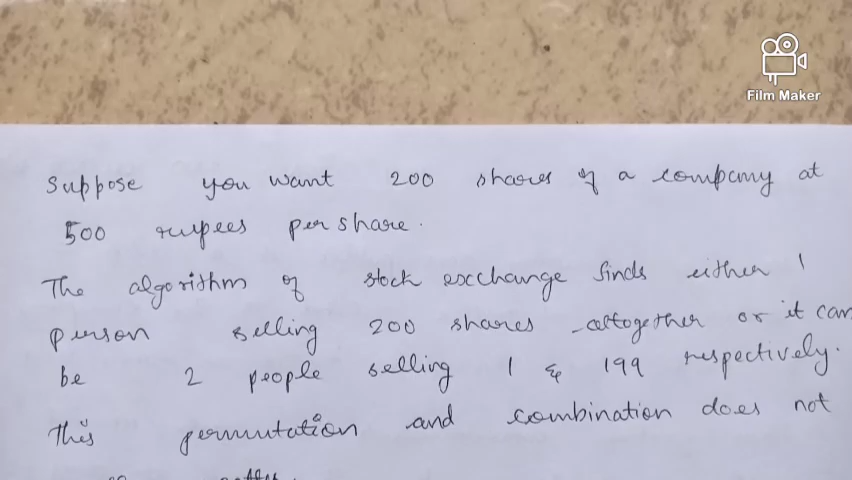 Film Maker
Suppose you want 200 shares of a company at
500 rupees per share.
The algorithm of stock exchange finds either 1
person selling 200 shares altogether or it can
be 2 people selling 1 & 199 respectively.
This permutation and combination does not